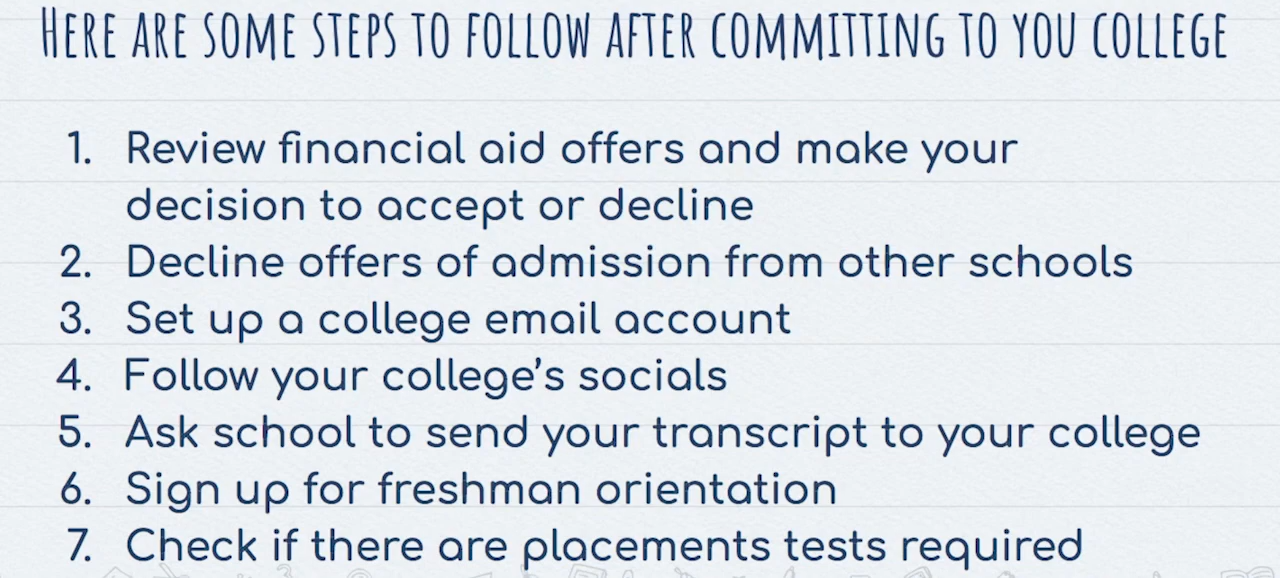 HERE ARE SOME STEPS TO FOLLOW AFTER COMMITTING TO YOU COLLEGE
1. Review financial aid offers and make your
decision to accept or decline
2. Decline offers of admission from other schools
3. Set up a college email account
4. Follow your college's socials
5. Ask school to send your transcript to your college
6. Sign up for freshman orientation
7. Check if there are placements tests required